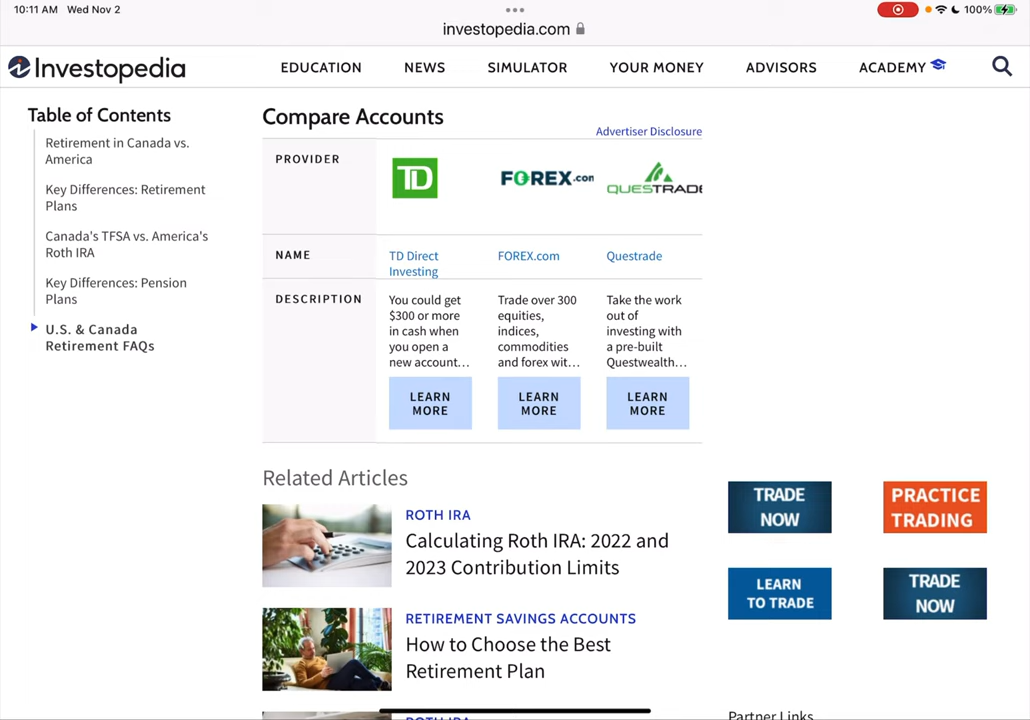 10:11 AM Wed Nov 2
100%
investopedia.com
Investopedia
EDUCATION NEWS SIMULATOR YOUR MONEY ADVISORS ACADEMY
Table of Contents
Retirement in Canada vs.
America
Key Differences: Retirement
Plans
Canada's TFSA vs. America's
Roth IRA
Key Differences: Pension
Plans
U.S. & Canada
Retirement FAQs
Compare Accounts
Advertiser Disclosure
PROVIDER
TD
FOREX.com
QUESTRADE
NAME
TD Direct
Investing
FOREX.com
Questrade
DESCRIPTION
You could get
$300 or more
in cash when
you open a
new account...
LEARN
MORE
Trade over 300
equities,
indices,
commodities
and forex wit...
LEARN
MORE
Take the work
out of
investing with
a pre-built
Questwealth...
LEARN
MORE
Related Articles
ROTH IRA
Calculating Roth IRA: 2022 and
2023 Contribution Limits
RETIREMENT SAVINGS ACCOUNTS
How to Choose the Best
Retirement Plan
ROTH IRA
TRADE
NOW
PRACTICE
TRADING
LEARN
TO TRADE
TRADE
NOW
Partner Links